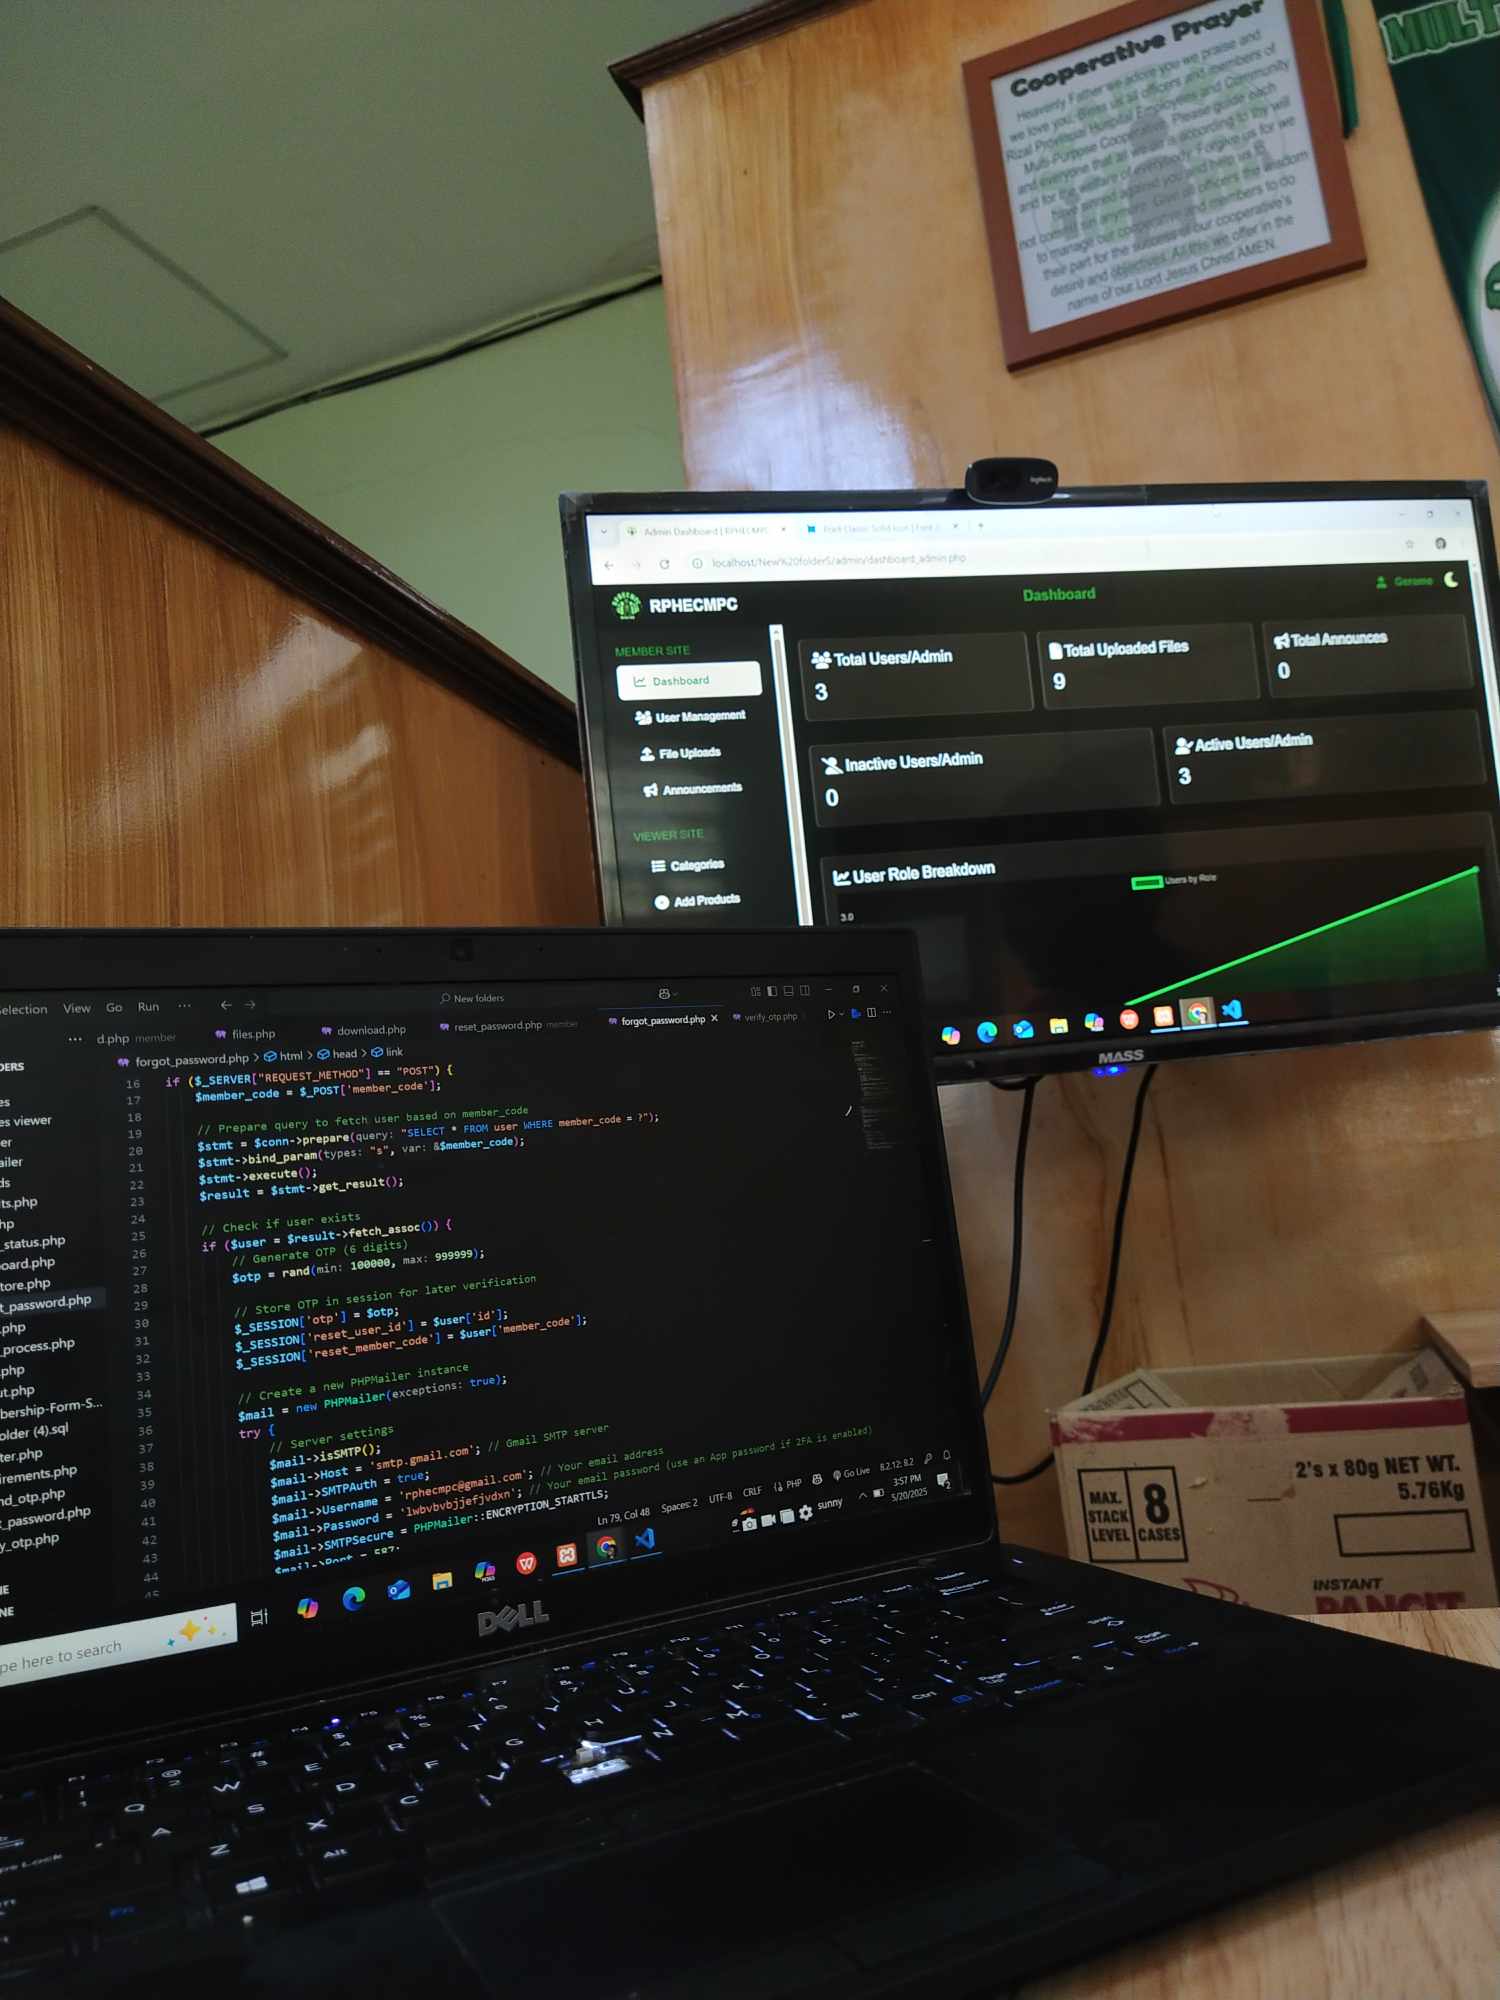 Cooperative Prayer
Heavenly Father we adore you we praise and
we love you. Bless us all officers and members of
Rizal Provincial Hospital Employees and Community
Multi-Purpose Cooperative. Please guide each
and everyone that all we do is according to thy will
and for the welfare of everybody. Forgive us for we
have sinned against you and help us
not commit sin anymore. Give us officers the wisdom
to manage our cooperative and members to do
their part for the success of our cooperative's
desire and objectives. All this we offer in the
name of our Lord Jesus Christ AMEN.
MULT
logitech
Admin Dashboard | RPHECMPC
localhost/New%20folder5/admin/dashboard_admin.php
RPHECMPC
Dashboard
Gerome
MEMBER SITE
Dashboard
User Management
File Uploads
Announcements
VIEWER SITE
Categories
Add Products
Total Users/Admin
3
Total Uploaded Files
9
Total Announces
0
Inactive Users/Admin
0
Active Users/Admin
3
User Role Breakdown
Users by Role
3.0
MASS
Selection View Go Run ···
New folders
d.php member
files.php
download.php
reset_password.php member
forgot_password.php
verify_otp.php
forgot_password.php > html > head > link
DERS
es
es viewer
er
ailer
ds
its.php
hp
_status.php
board.php
tore.php
t_password.php
.php
_process.php
.php
ut.php
bership-Form-S...
older (4).sql
ter.php
irements.php
nd_otp.php
t_password.php
y_otp.php
NE
NE
16 if ($_SERVER["REQUEST_METHOD"] == "POST") {
17 $member_code = $_POST['member_code'];
18
19 // Prepare query to fetch user based on member_code
20 $stmt = $conn->prepare(query: "SELECT * FROM user WHERE member_code = ?");
21 $stmt->bind_param(types: "s", var: &$member_code);
22 $stmt->execute();
23 $result = $stmt->get_result();
24
25 // Check if user exists
26 if ($user = $result->fetch_assoc()) {
27 // Generate OTP (6 digits)
28 $otp = rand(min: 100000, max: 999999);
29
30 // Store OTP in session for later verification
31 $_SESSION['otp'] = $otp;
32 $_SESSION['reset_user_id'] = $user['id'];
33 $_SESSION['reset_member_code'] = $user['member_code'];
34
35 // Create a new PHPMailer instance
36 $mail = new PHPMailer(exceptions: true);
37 try {
38 // Server settings
39 $mail->isSMTP();
40 $mail->Host = 'smtp.gmail.com'; // Gmail SMTP server
41 $mail->SMTPAuth = true;
42 $mail->Username = 'rphecmpc@gmail.com'; // Your email address
43 $mail->Password = // Your email password (use an App password if 2FA is enabled)
44 $mail->SMTPSecure = PHPMailer::ENCRYPTION_STARTTLS;
45 $mail->Port = 587;
Ln 79, Col 48 Spaces: 2 UTF-8 CRLF PHP Go Live 8.2.12: 8.2
pe here to search
sunny
3:57 PM
5/20/2025
DELL
MAX.
STACK
LEVEL
8
CASES
2's x 80g NET WT.
5.76Kg
INSTANT
PANCIT